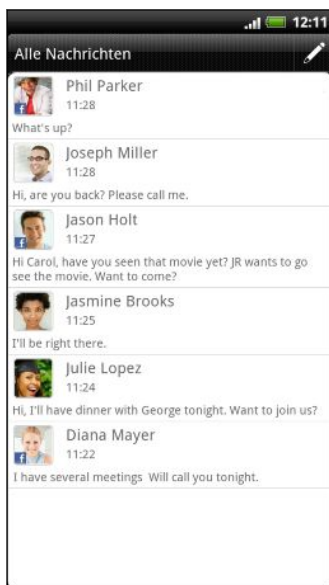 12:11
Alle Nachrichten
Phil Parker
11:28
What's up?
Joseph Miller
11:28
Hi, are you back? Please call me.
Jason Holt
11:27
Hi Carol, have you seen that movie yet? JR wants to go
see the movie. Want to come?
Jasmine Brooks
11:25
I'll be right there.
Julie Lopez
11:24
Hi, I'll have dinner with George tonight. Want to join us?
Diana Mayer
11:22
I have several meetings  Will call you tonight.